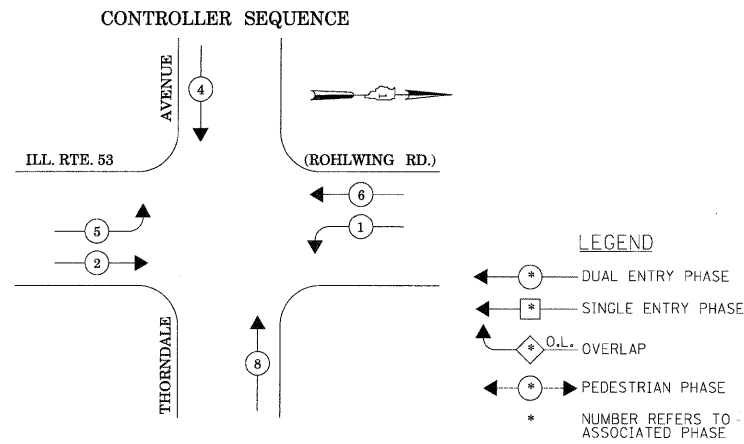 CONTROLLER SEQUENCE
AVENUE
4
ILL. RTE. 53
(ROHLWING RD.)
6
5
1
2
THORNDALE
8
LEGEND
* DUAL ENTRY PHASE
* SINGLE ENTRY PHASE
* O.L. OVERLAP
* PEDESTRIAN PHASE
* NUMBER REFERS TO
ASSOCIATED PHASE